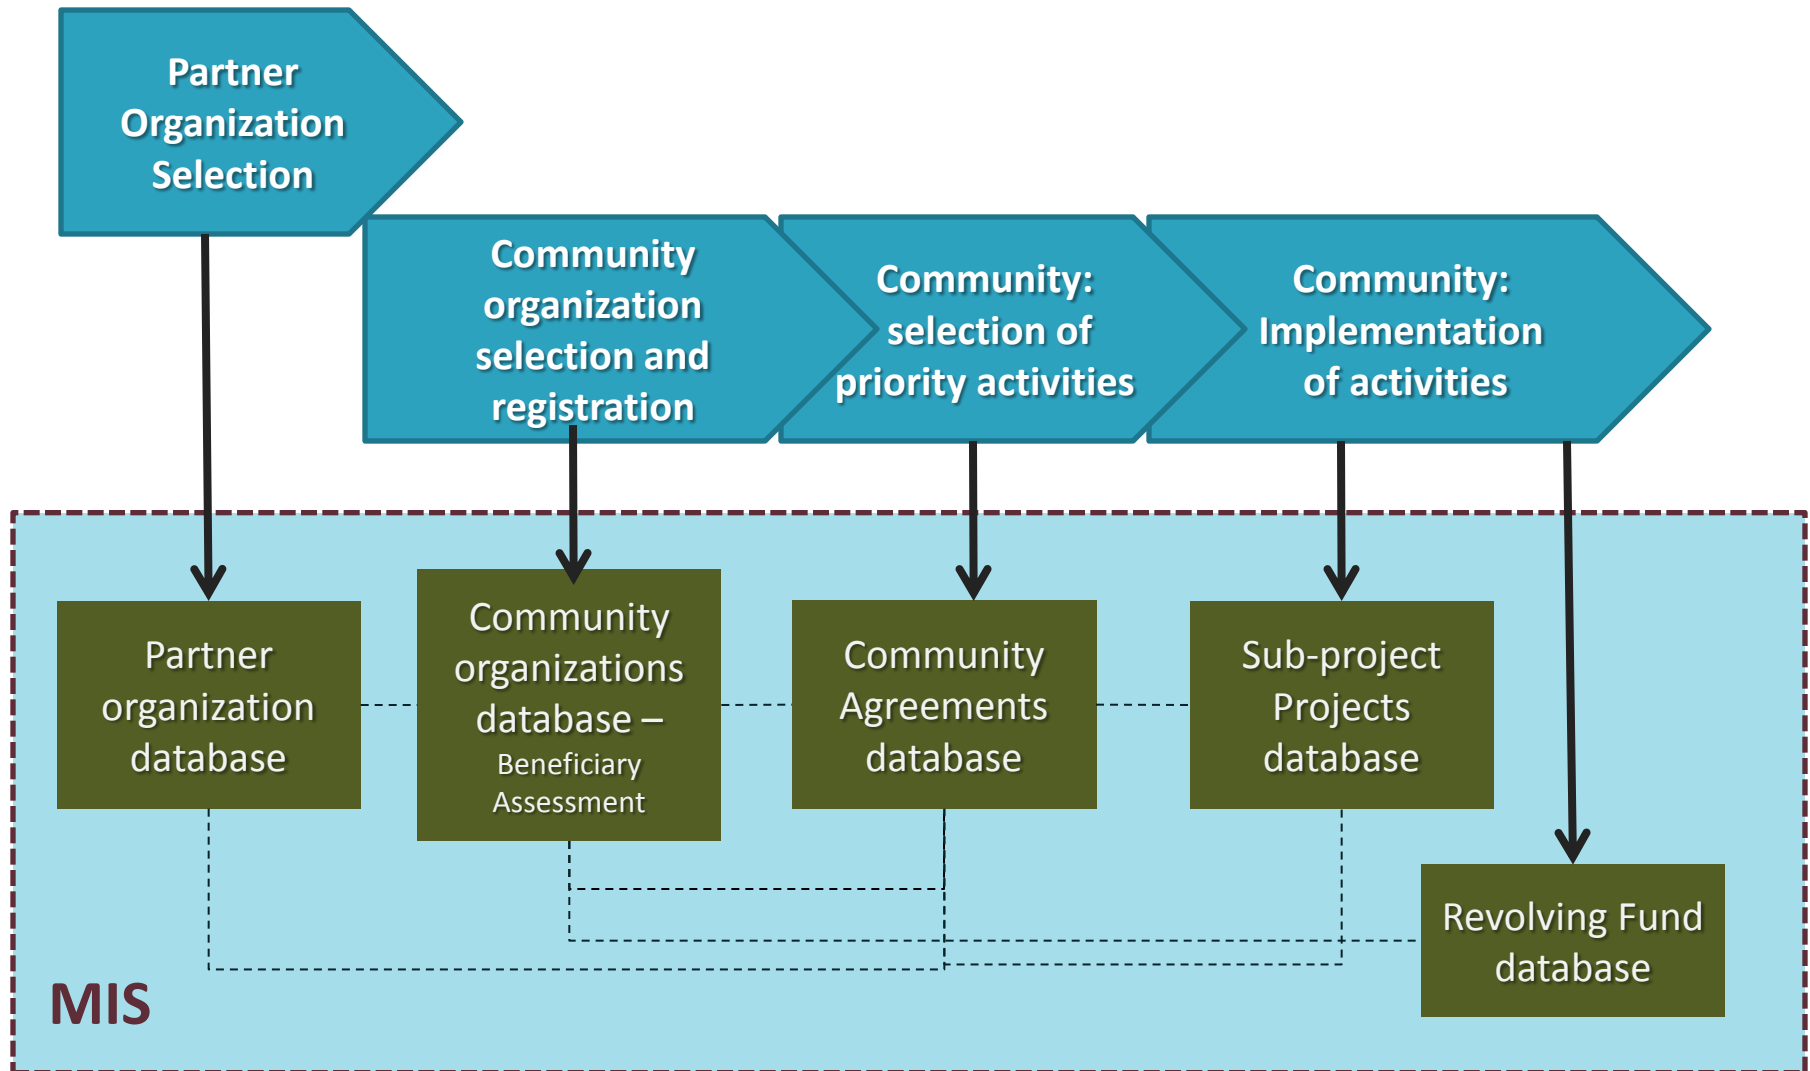 Partner
Organization
Selection
Community
organization
selection and
registration
Community:
selection of
priority activities
Community:
Implementation
of activities
Partner
organization
database
Community
organizations
database –
Beneficiary
Assessment
Community
Agreements
database
Sub-project
Projects
database
Revolving Fund
database
MIS